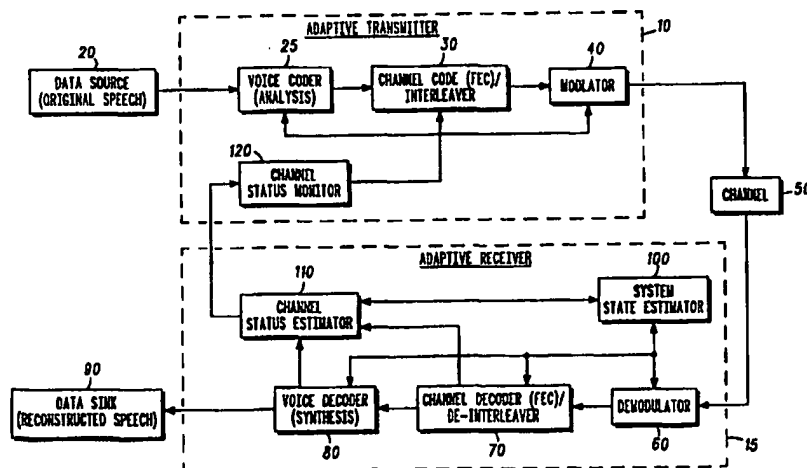 ADAPTIVE TRANSMITTER
10
20
DATA SOURCE
(ORIGINAL SPEECH)
25
VOICE CODER
(ANALYSIS)
30
CHANNEL CODE (FEC)/
INTERLEAVER
40
MODLATOR
120
CHANNEL
STATUS MONITOR
CHANNEL
50
ADAPTIVE RECEIVER
110
CHANNEL
STATUS ESTIMATOR
100
SYSTEM
STATE ESTIMATOR
90
DATA SINK
(RECONSTRUCTED SPEECH)
VOICE DECODER
(SYNTHESIS)
80
CHANNEL DECODER (FEC)/
DE-INTERLEAVER
70
DEMODULATOR
60
15